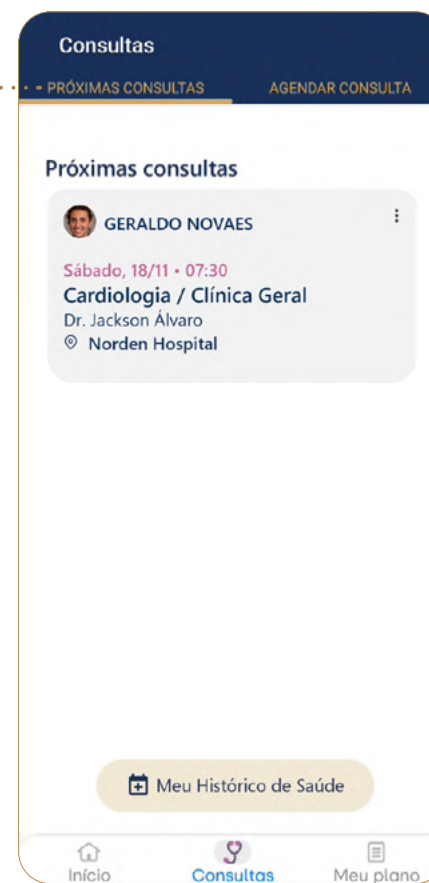 Consultas
PRÓXIMAS CONSULTAS AGENDAR CONSULTA
Próximas consultas
GERALDO NOVAES
Sábado, 18/11 • 07:30
Cardiologia / Clínica Geral
Dr. Jackson Álvaro
Norden Hospital
Meu Histórico de Saúde
Início Consultas Meu plano